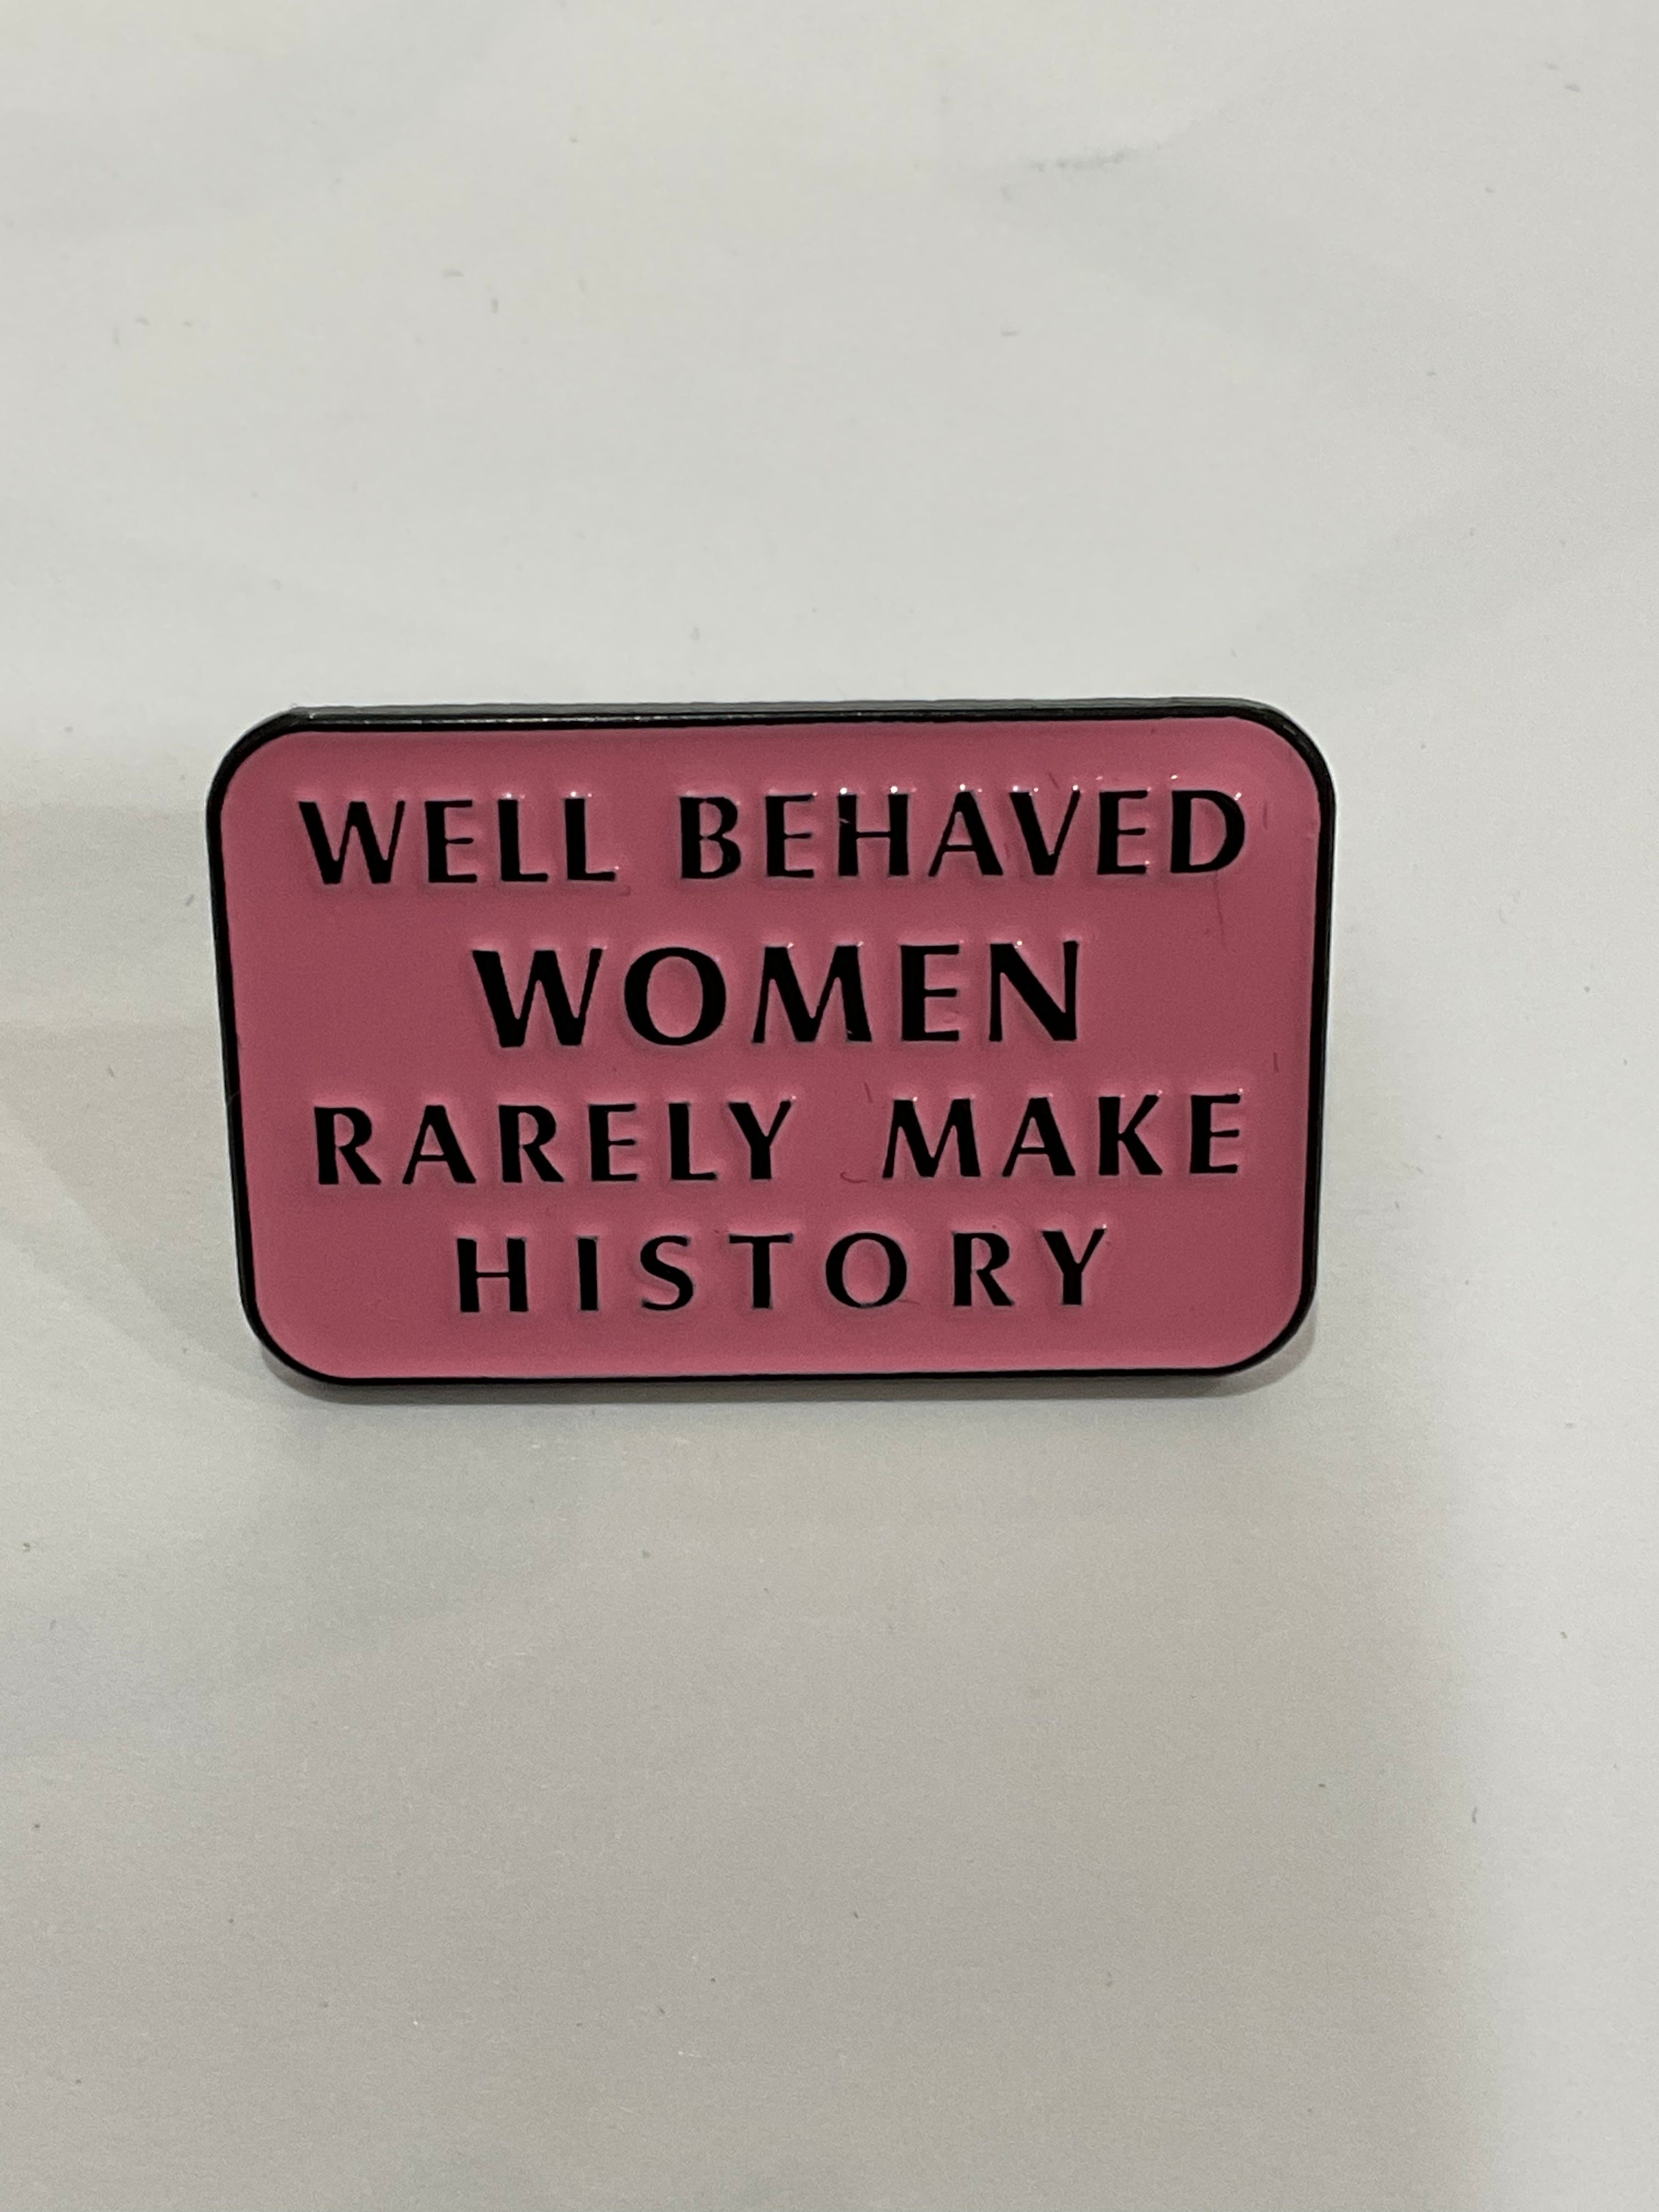 WELL BEHAVED
WOMEN
RARELY MAKE
HISTORY